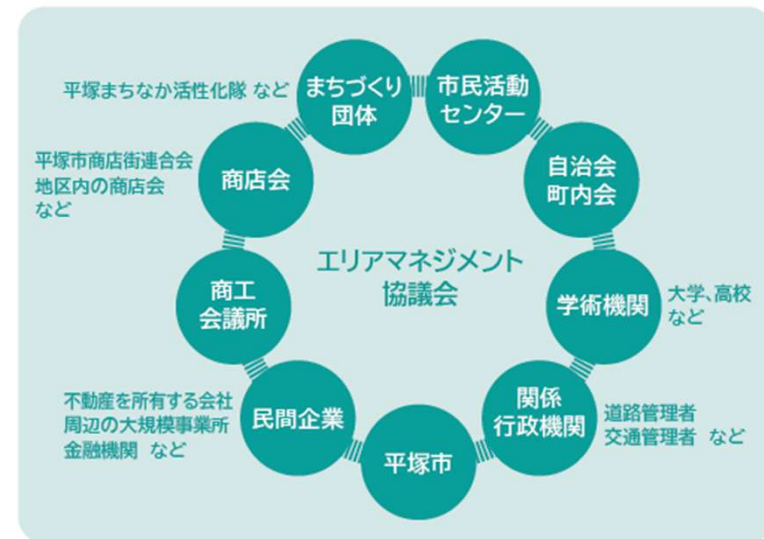 平塚まちなか活性化隊 など
まちづくり
団体
市民活動
センター
平塚市商店街連合会
地区内の商店会
など
商店会
自治会
町内会
エリアマネジメント
協議会
商工
会議所
学術機関
大学、高校
など
不動産を所有する会社
周辺の大規模事業所
金融機関 など
民間企業
平塚市
関係
行政機関
道路管理者
交通管理者 など